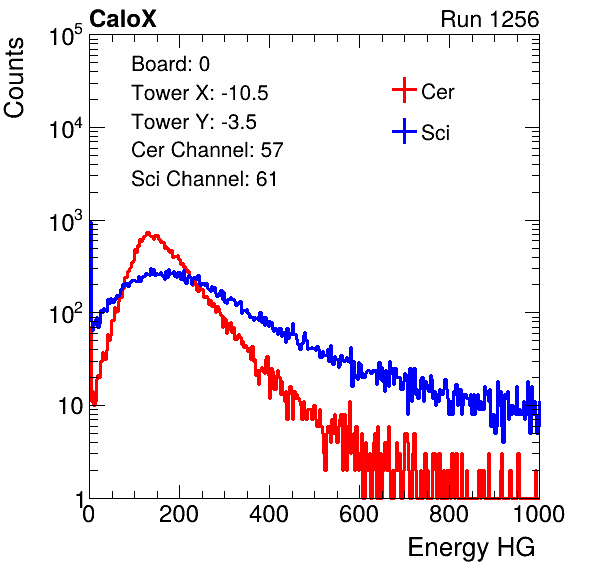 CaloX Run 1256
Counts
10^5
10^4
10^3
10^2
10
1
Board: 0
Tower X: -10.5
Tower Y: -3.5
Cer Channel: 57
Sci Channel: 61
Cer
Sci
0 200 400 600 800 1000
Energy HG